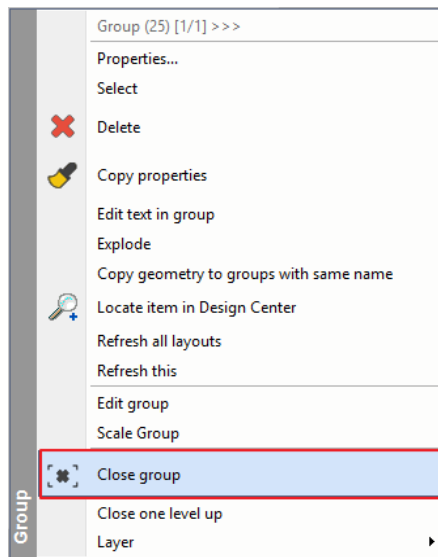 Group (25) [1/1] >>>
Properties...
Select
Delete
Copy properties
Edit text in group
Explode
Copy geometry to groups with same name
Locate item in Design Center
Refresh all layouts
Refresh this
Edit group
Scale Group
Close group
Close one level up
Layer
Group